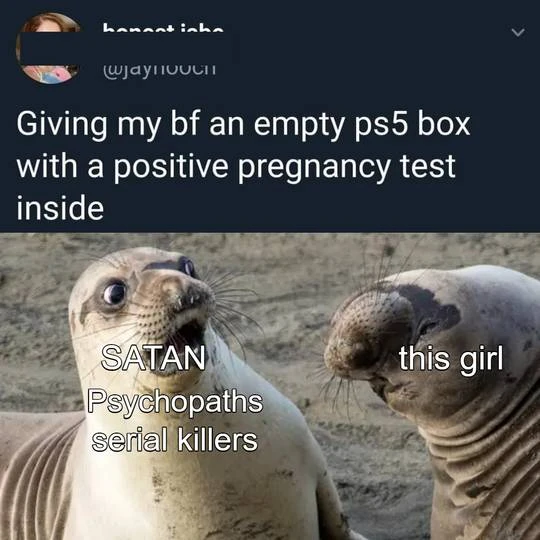 Giving my bf an empty ps5 box
with a positive pregnancy test
inside
SATAN
this girl
Psychopaths
serial killers